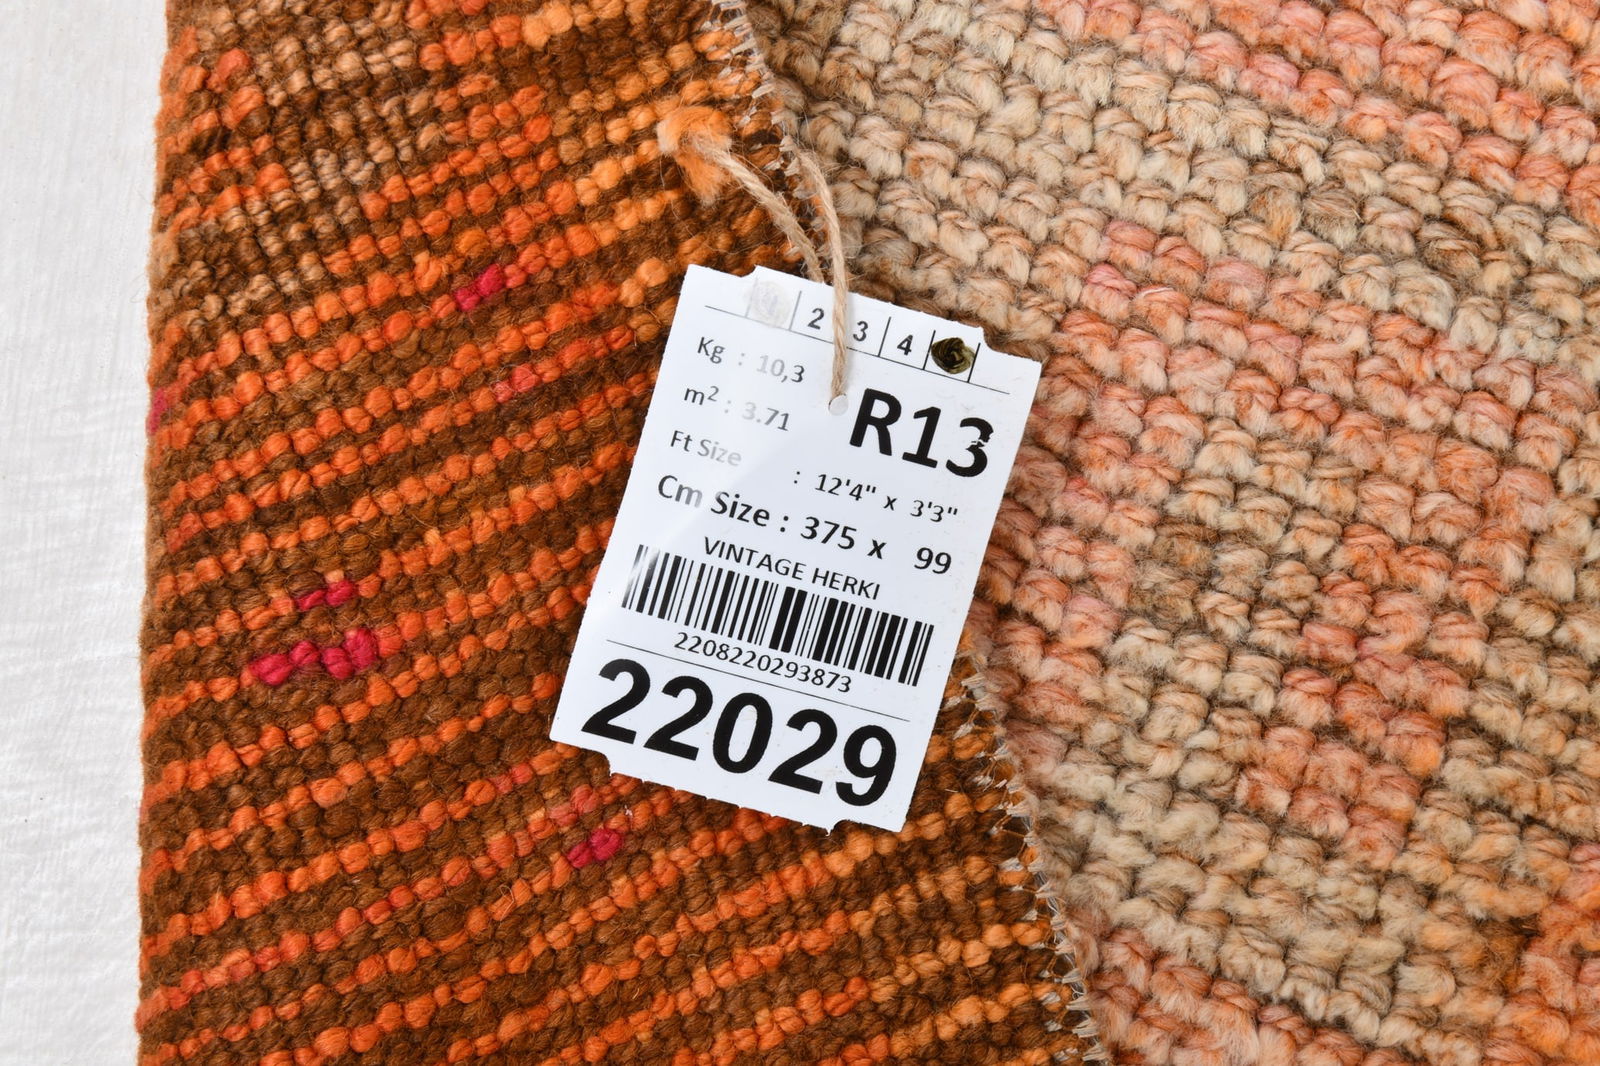 2 3 4
Kg : 10,3
m² : 3.71
R13
Ft Size : 12'4" x 3'3"
Cm Size : 375 x 99
VINTAGE HERKI
2208220293873
22029